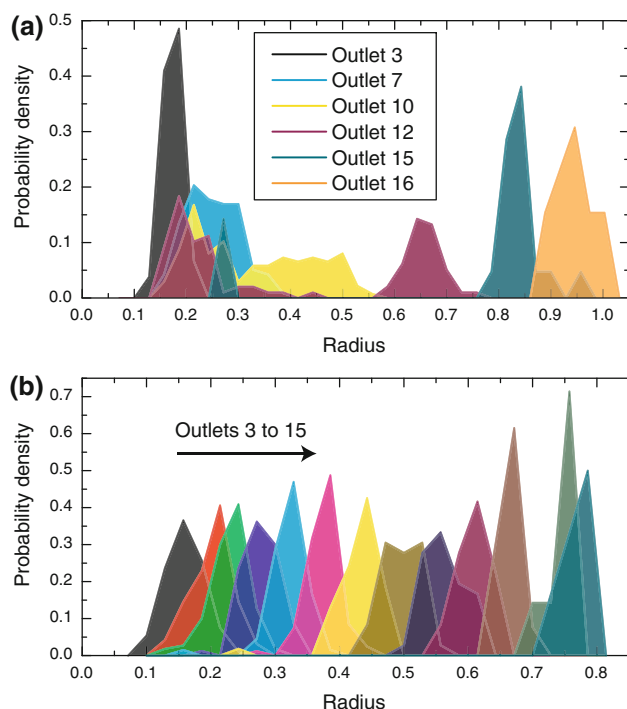 (a)
0.5
0.4
0.3
0.2
0.1
0.0
Probability density
Outlet 3
Outlet 7
Outlet 10
Outlet 12
Outlet 15
Outlet 16
0.0 0.1 0.2 0.3 0.4 0.5 0.6 0.7 0.8 0.9 1.0
Radius
(b)
0.7
0.6
0.5
0.4
0.3
0.2
0.1
0.0
Probability density
Outlets 3 to 15
0.0 0.1 0.2 0.3 0.4 0.5 0.6 0.7 0.8
Radius